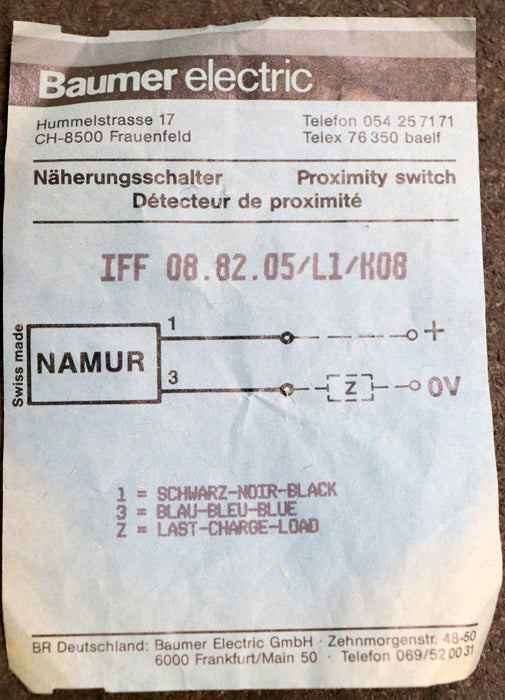 Baumer electric
Hummelstrasse 17 Telefon 054 25 71 71
CH-8500 Frauenfeld Telex 76 350 baelf
Näherungsschalter Proximity switch
Détecteur de proximité
IFF 08.82.05/L1/K08
Swiss made
NAMUR
1
+
3
Z
0V
1 = SCHWARZ-NOIR-BLACK
3 = BLAU-BLEU-BLUE
Z = LAST-CHARGE-LOAD
BR Deutschland: Baumer Electric GmbH · Zehnmorgenstr. 48-50
6000 Frankfurt/Main 50 · Telefon 069/52 00 31